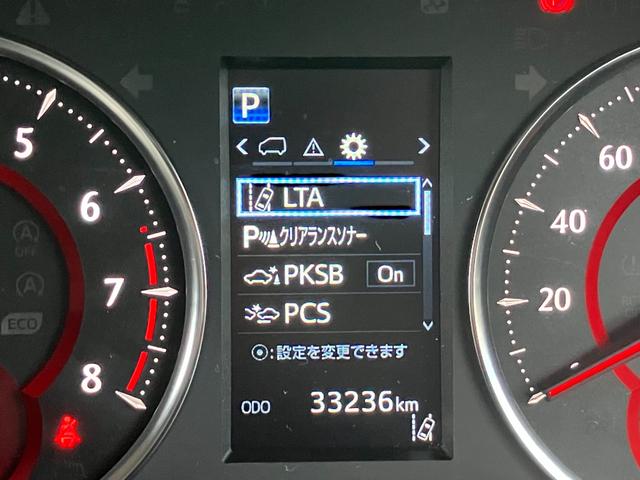 P
LTA
P クリアランスソナー
PKSB On
PCS
:設定を変更できます
ODO 33236km
5
6
7
8
OFF
A
ECO
60
40
20